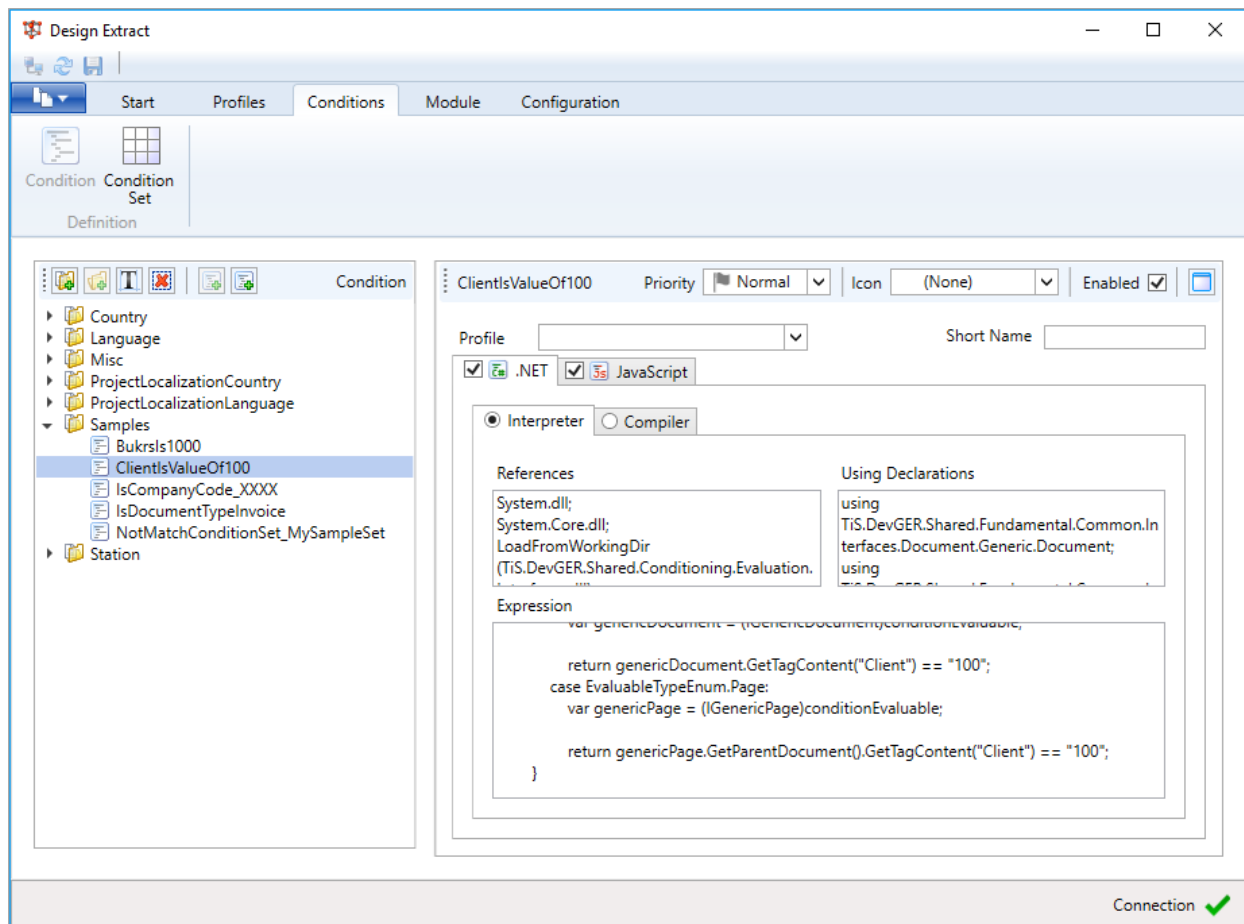 Design Extract
Start Profiles Conditions Module Configuration
Condition Condition Set
Definition
Condition
Country
Language
Misc
ProjectLocalizationCountry
ProjectLocalizationLanguage
Samples
BukrsIs1000
ClientIsValueOf100
IsCompanyCode_XXXX
IsDocumentTypeInvoice
NotMatchConditionSet_MySampleSet
Station
ClientIsValueOf100 Priority Normal Icon (None) Enabled
Profile Short Name
.NET JavaScript
Interpreter Compiler
References
System.dll;
System.Core.dll;
LoadFromWorkingDir
(TiS.DevGER.Shared.Conditioning.Evaluation.
Using Declarations
using
TiS.DevGER.Shared.Fundamental.Common.In
terfaces.Document.Generic.Document;
using
Expression
var genericDocument = (IGenericDocument)conditionEvaluable;
return genericDocument.GetTagContent("Client") == "100";
case EvaluableTypeEnum.Page:
var genericPage = (IGenericPage)conditionEvaluable;
return genericPage.GetParentDocument().GetTagContent("Client") == "100";
}
Connection